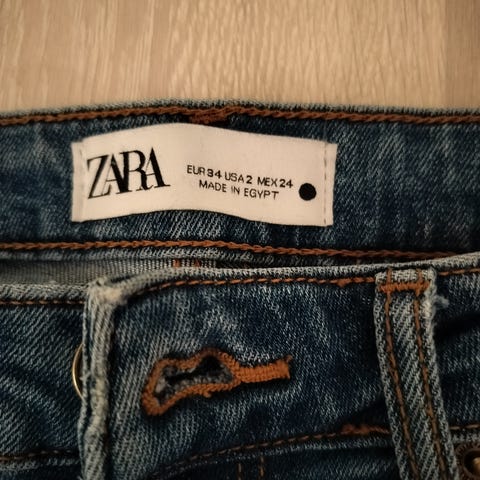 ZARA
EUR 34 USA 2 MEX 24
MADE IN EGYPT